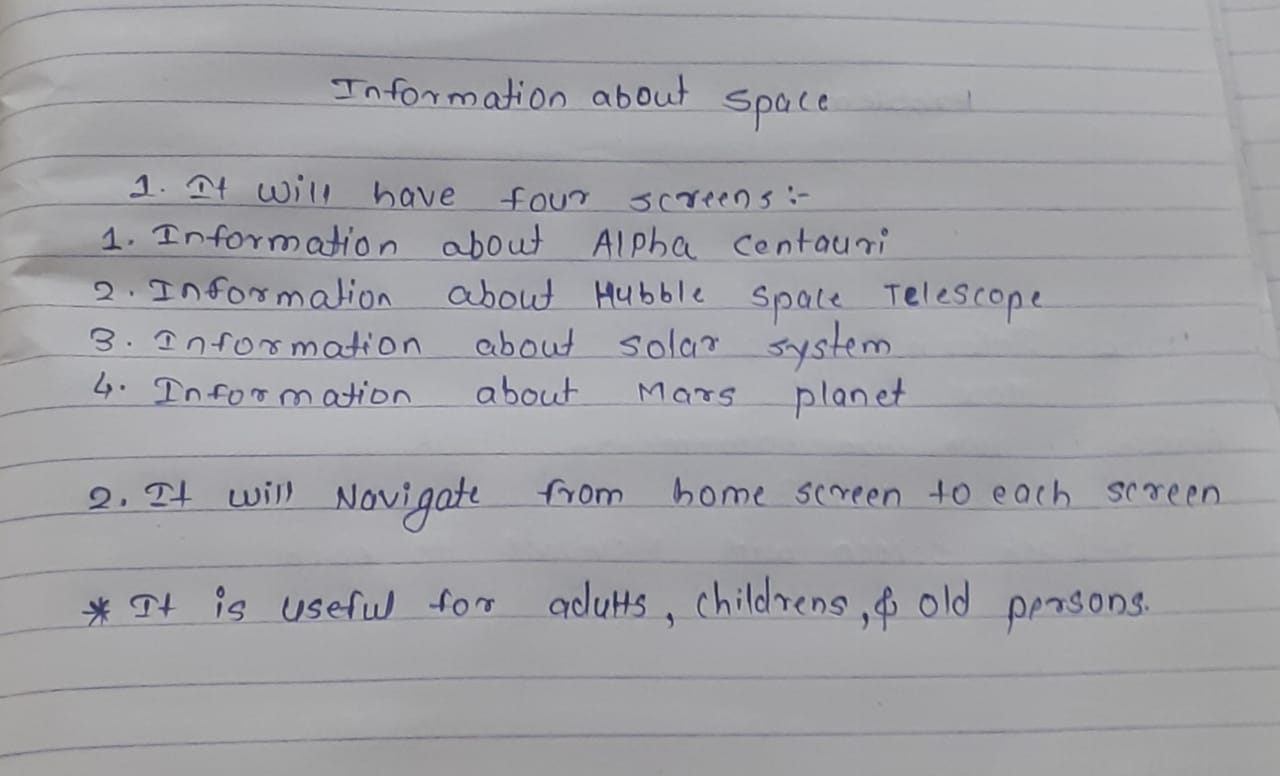 Information about space
1. It will have four screens:-
1. Information about Alpha Centauri
2. Information about Hubble Space Telescope
3. Information about solar system
4. Information about Mars planet
2. It will Navigate from home screen to each screen
* It is useful for adults, childrens, & old persons.